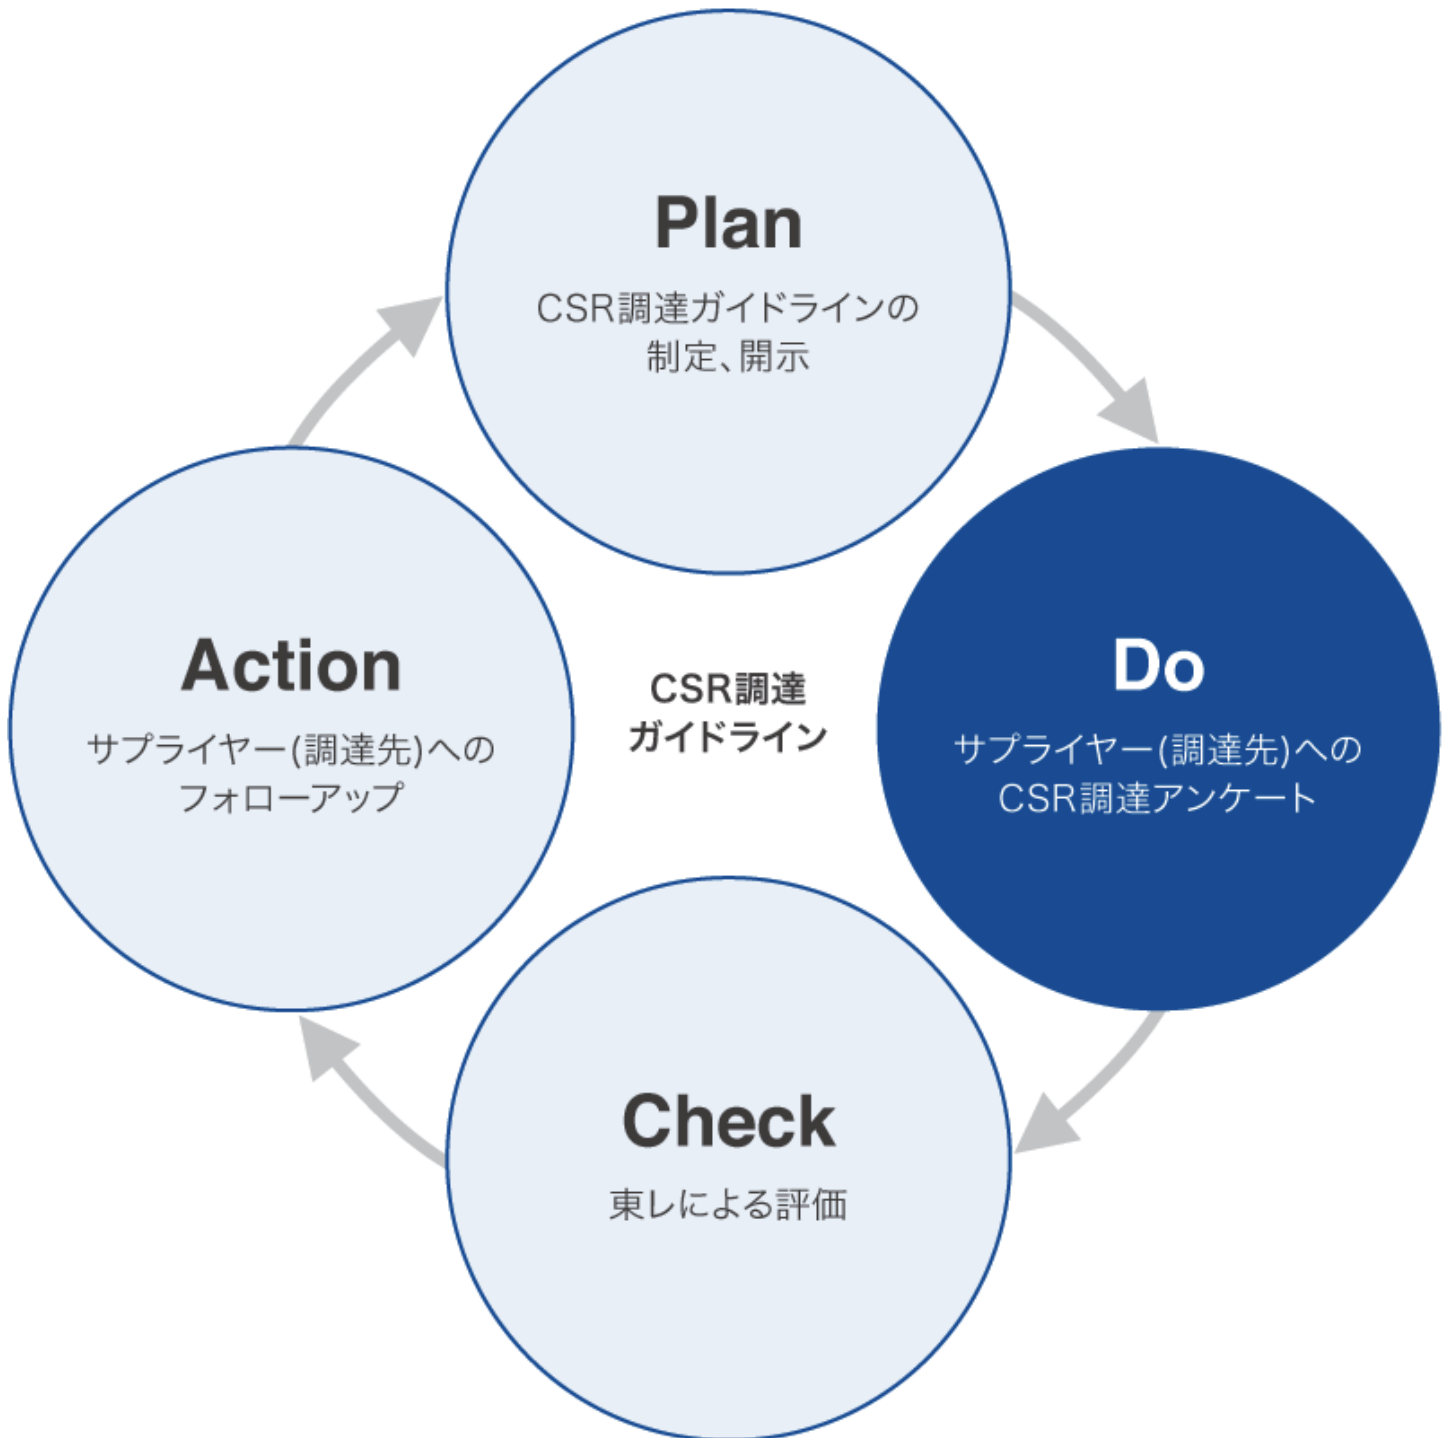 Plan
CSR調達ガイドラインの
制定、開示
Action
サプライヤー(調達先)への
フォローアップ
CSR調達
ガイドライン
Do
サプライヤー(調達先)への
CSR調達アンケート
Check
東レによる評価